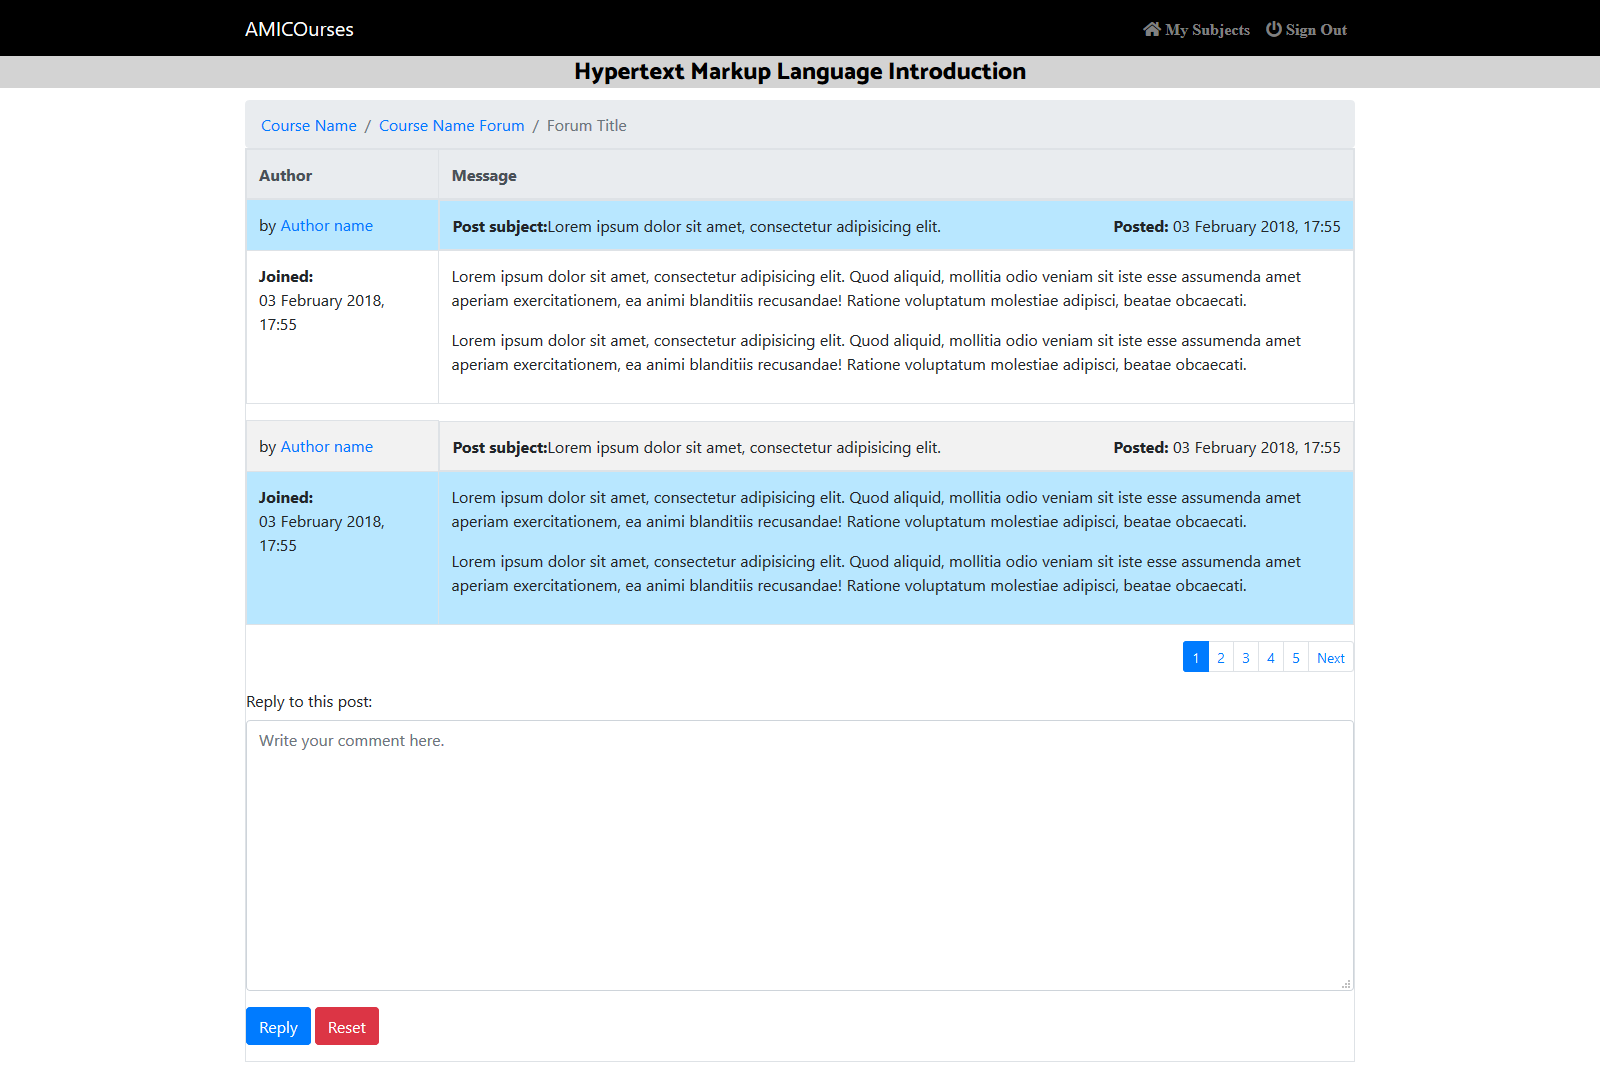 AMICOurses
My Subjects
Sign Out
Hypertext Markup Language Introduction
Course Name / Course Name Forum / Forum Title
Author
Message
by Author name
Post subject:Lorem ipsum dolor sit amet, consectetur adipisicing elit.
Posted: 03 February 2018, 17:55
Joined:
03 February 2018,
17:55
Lorem ipsum dolor sit amet, consectetur adipisicing elit. Quod aliquid, mollitia odio veniam sit iste esse assumenda amet
aperiam exercitationem, ea animi blanditiis recusandae! Ratione voluptatum molestiae adipisci, beatae obcaecati.
Lorem ipsum dolor sit amet, consectetur adipisicing elit. Quod aliquid, mollitia odio veniam sit iste esse assumenda amet
aperiam exercitationem, ea animi blanditiis recusandae! Ratione voluptatum molestiae adipisci, beatae obcaecati.
by Author name
Post subject:Lorem ipsum dolor sit amet, consectetur adipisicing elit.
Posted: 03 February 2018, 17:55
Joined:
03 February 2018,
17:55
Lorem ipsum dolor sit amet, consectetur adipisicing elit. Quod aliquid, mollitia odio veniam sit iste esse assumenda amet
aperiam exercitationem, ea animi blanditiis recusandae! Ratione voluptatum molestiae adipisci, beatae obcaecati.
Lorem ipsum dolor sit amet, consectetur adipisicing elit. Quod aliquid, mollitia odio veniam sit iste esse assumenda amet
aperiam exercitationem, ea animi blanditiis recusandae! Ratione voluptatum molestiae adipisci, beatae obcaecati.
1 2 3 4 5 Next
Reply to this post:
Write your comment here.
Reply Reset